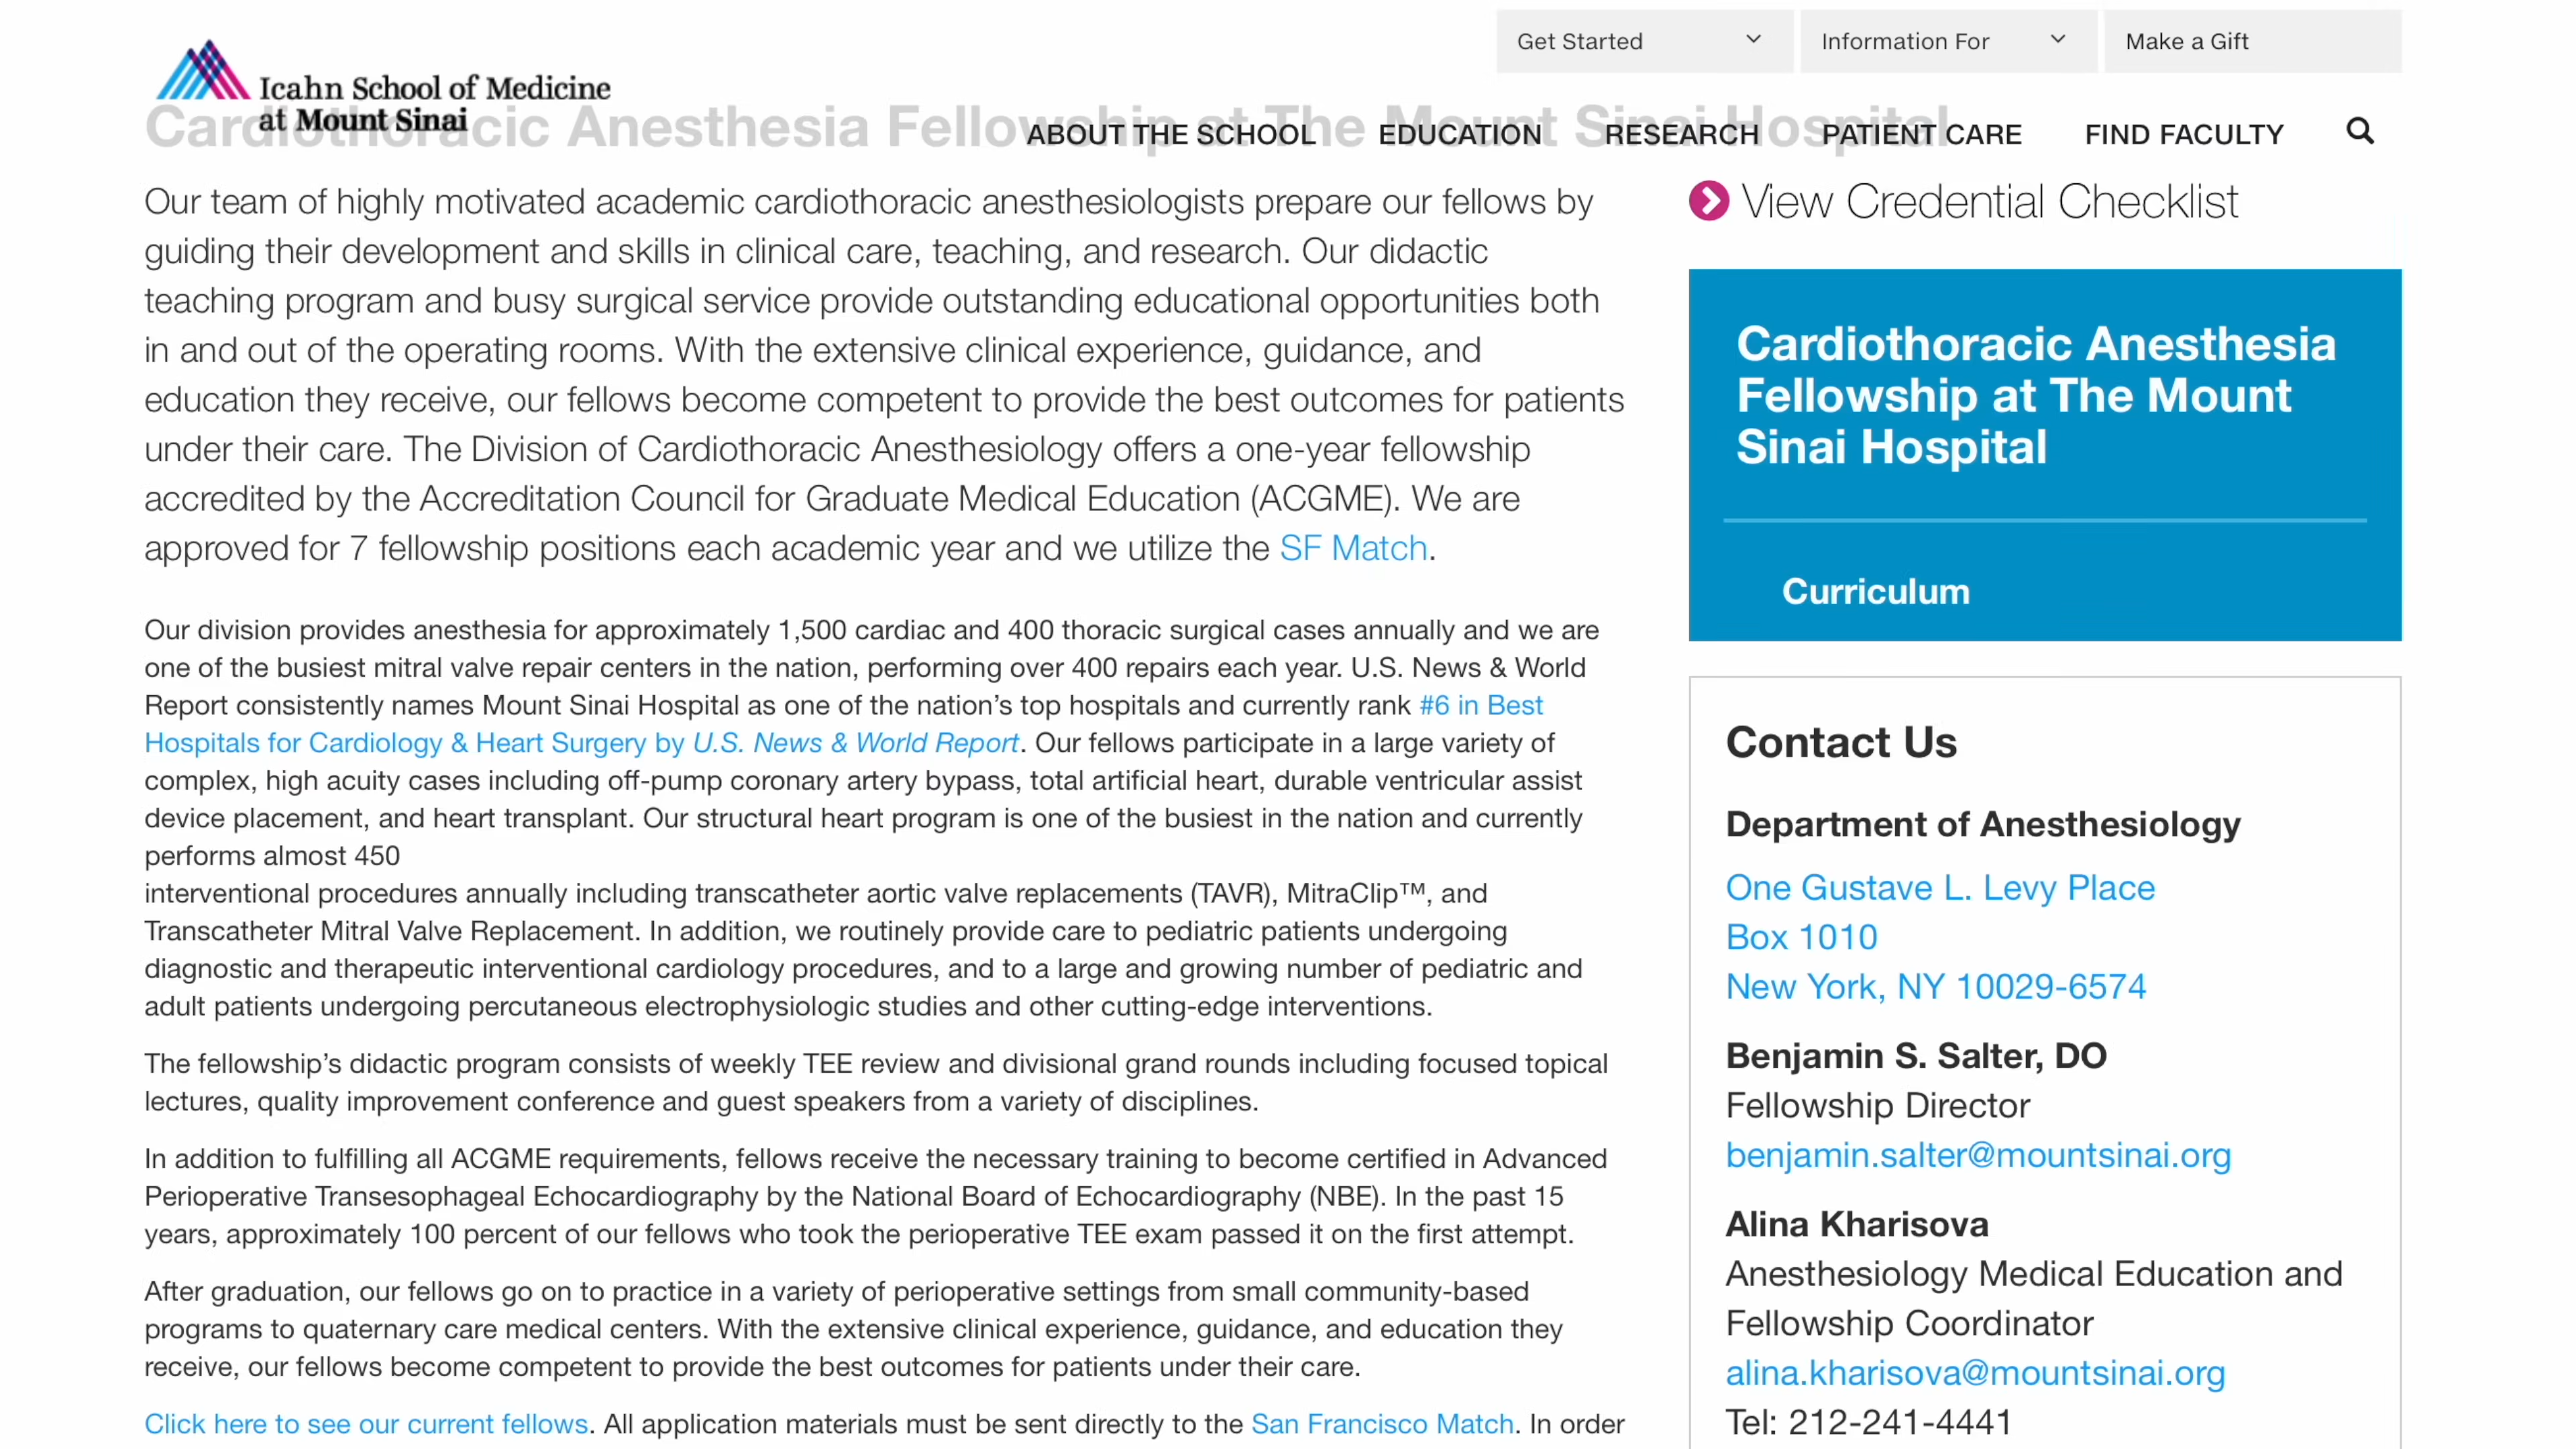 Get Started
Information For
Make a Gift
Icahn School of Medicine
at Mount Sinai
ABOUT THE SCHOOL
EDUCATION
RESEARCH
PATIENT CARE
FIND FACULTY
Cardiothoracic Anesthesia Fellowship at The Mount Sinai Hospital
Our team of highly motivated academic cardiothoracic anesthesiologists prepare our fellows by
guiding their development and skills in clinical care, teaching, and research. Our didactic
teaching program and busy surgical service provide outstanding educational opportunities both
in and out of the operating rooms. With the extensive clinical experience, guidance, and
education they receive, our fellows become competent to provide the best outcomes for patients
under their care. The Division of Cardiothoracic Anesthesiology offers a one-year fellowship
accredited by the Accreditation Council for Graduate Medical Education (ACGME). We are
approved for 7 fellowship positions each academic year and we utilize the SF Match.
Our division provides anesthesia for approximately 1,500 cardiac and 400 thoracic surgical cases annually and we are
one of the busiest mitral valve repair centers in the nation, performing over 400 repairs each year. U.S. News & World
Report consistently names Mount Sinai Hospital as one of the nation’s top hospitals and currently rank #6 in Best
Hospitals for Cardiology & Heart Surgery by U.S. News & World Report. Our fellows participate in a large variety of
complex, high acuity cases including off-pump coronary artery bypass, total artificial heart, durable ventricular assist
device placement, and heart transplant. Our structural heart program is one of the busiest in the nation and currently
performs almost 450
interventional procedures annually including transcatheter aortic valve replacements (TAVR), MitraClip™, and
Transcatheter Mitral Valve Replacement. In addition, we routinely provide care to pediatric patients undergoing
diagnostic and therapeutic interventional cardiology procedures, and to a large and growing number of pediatric and
adult patients undergoing percutaneous electrophysiologic studies and other cutting-edge interventions.
The fellowship’s didactic program consists of weekly TEE review and divisional grand rounds including focused topical
lectures, quality improvement conference and guest speakers from a variety of disciplines.
In addition to fulfilling all ACGME requirements, fellows receive the necessary training to become certified in Advanced
Perioperative Transesophageal Echocardiography by the National Board of Echocardiography (NBE). In the past 15
years, approximately 100 percent of our fellows who took the perioperative TEE exam passed it on the first attempt.
After graduation, our fellows go on to practice in a variety of perioperative settings from small community-based
programs to quaternary care medical centers. With the extensive clinical experience, guidance, and education they
receive, our fellows become competent to provide the best outcomes for patients under their care.
Click here to see our current fellows. All application materials must be sent directly to the San Francisco Match. In order
View Credential Checklist
Cardiothoracic Anesthesia
Fellowship at The Mount
Sinai Hospital
Curriculum
Contact Us
Department of Anesthesiology
One Gustave L. Levy Place
Box 1010
New York, NY 10029-6574
Benjamin S. Salter, DO
Fellowship Director
benjamin.salter@mountsinai.org
Alina Kharisova
Anesthesiology Medical Education and
Fellowship Coordinator
alina.kharisova@mountsinai.org
Tel: 212-241-4441